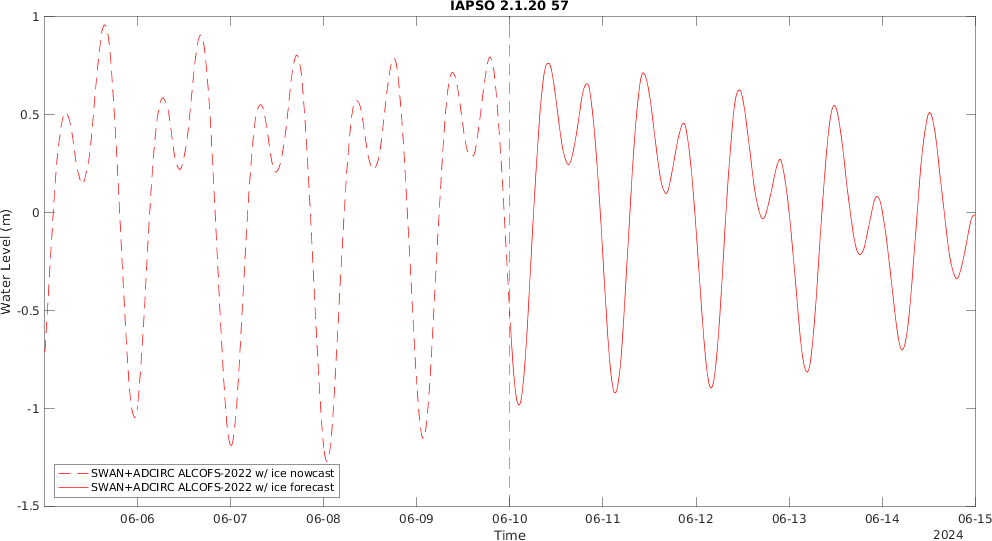 IAPSO 2.1.20 57
1
0.5
0
-0.5
-1
-1.5
Water Level (m)
SWAN+ADCIRC ALCOFS-2022 w/ ice nowcast
SWAN+ADCIRC ALCOFS-2022 w/ ice forecast
06-06 06-07 06-08 06-09 06-10 06-11 06-12 06-13 06-14 06-15
Time
2024